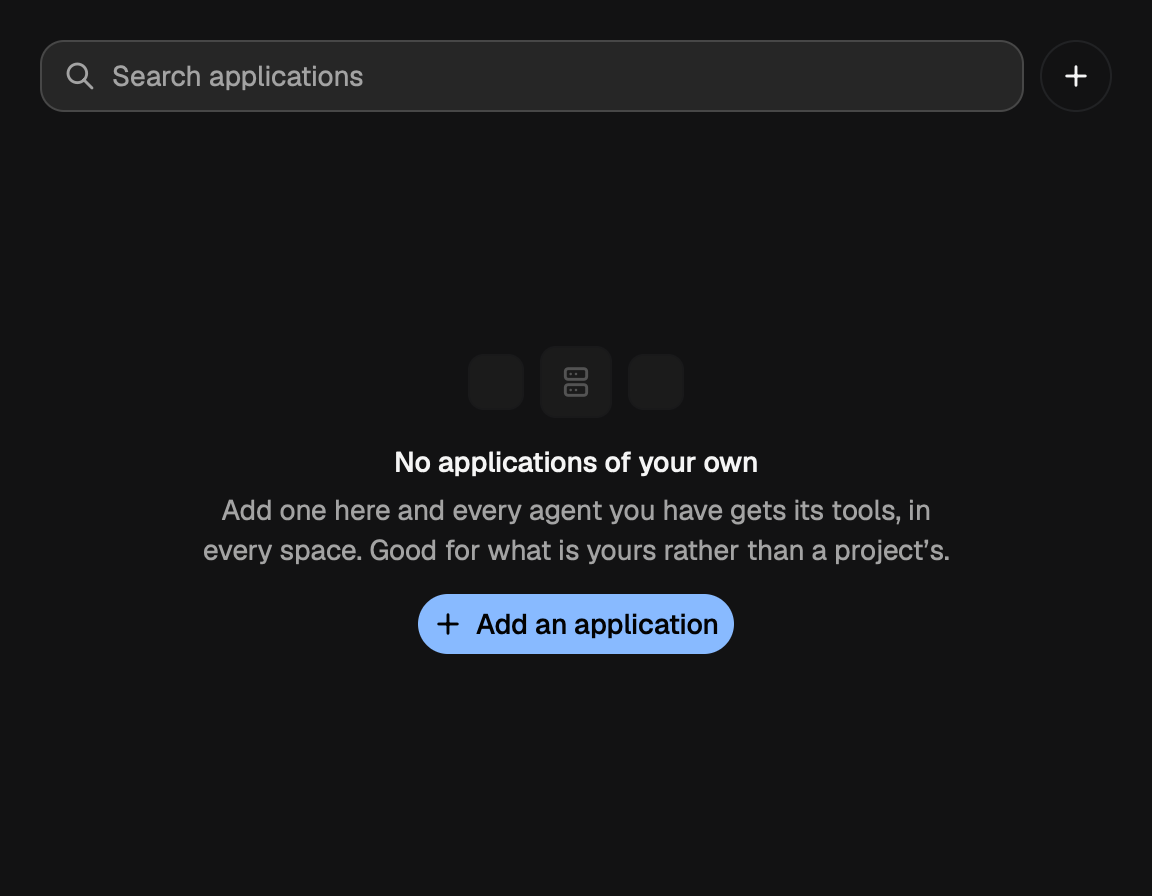 Search applications
No applications of your own
Add one here and every agent you have gets its tools, in
every space. Good for what is yours rather than a project’s.
Add an application